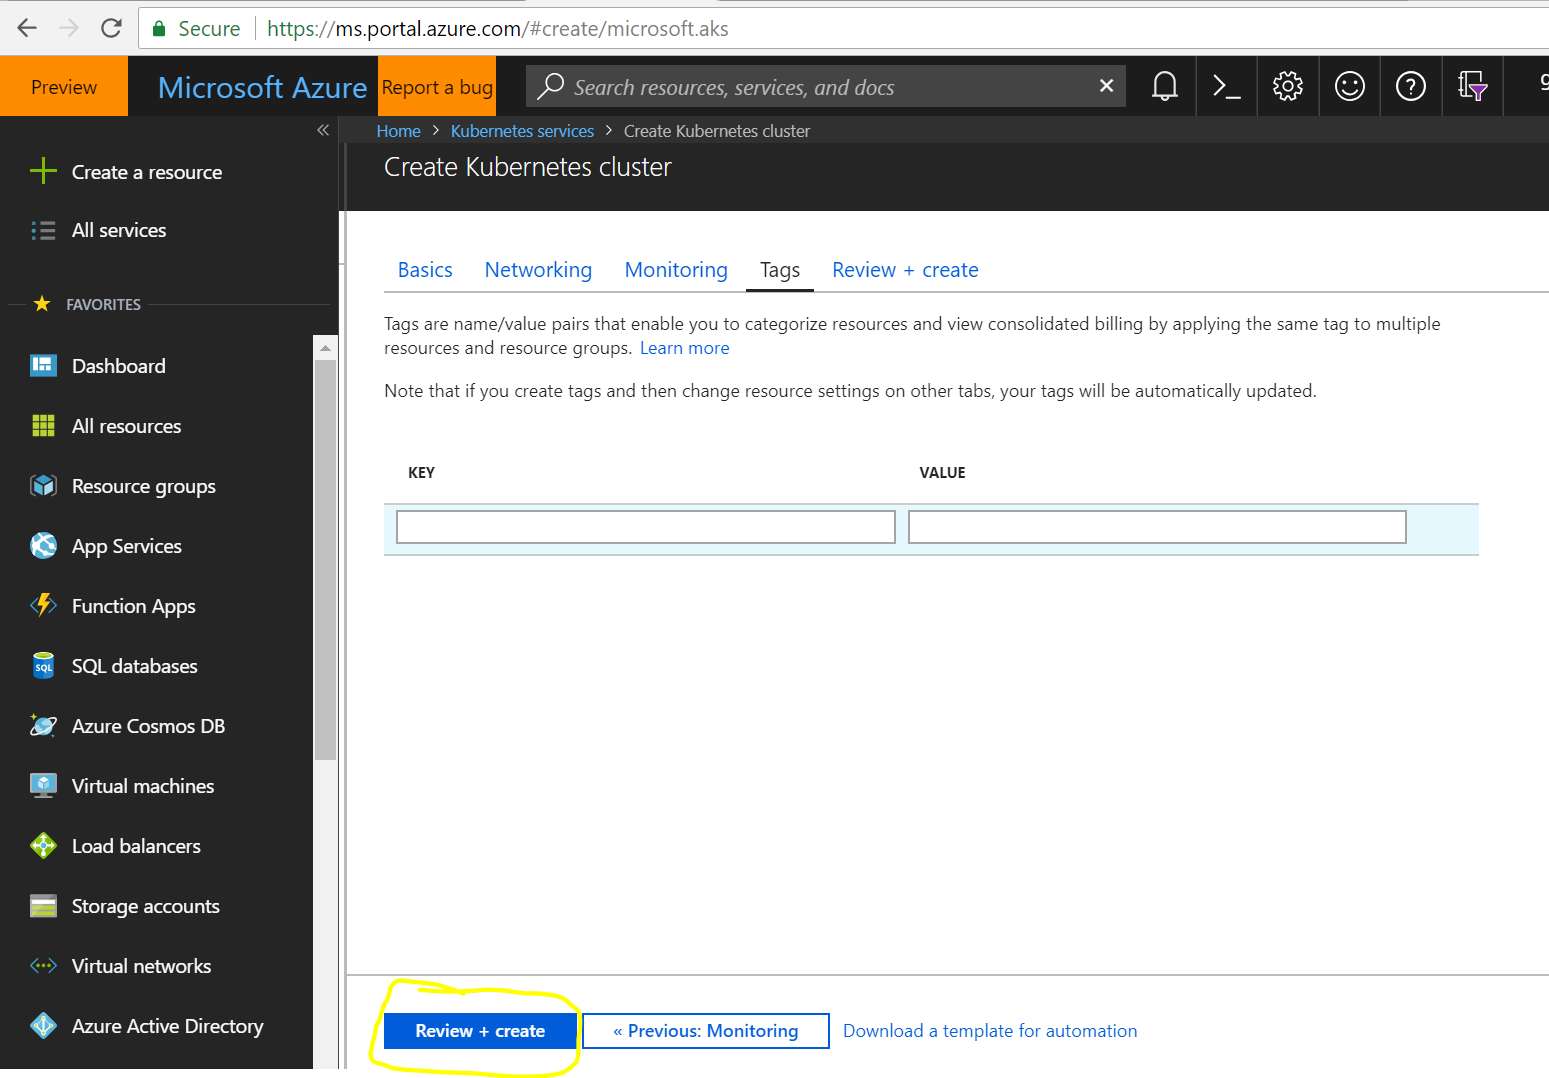 Secure https://ms.portal.azure.com/#create/microsoft.aks
Preview Microsoft Azure Report a bug Search resources, services, and docs
Home > Kubernetes services > Create Kubernetes cluster
Create Kubernetes cluster
Create a resource
All services
FAVORITES
Dashboard
All resources
Resource groups
App Services
Function Apps
SQL databases
SQL
Azure Cosmos DB
Virtual machines
Load balancers
Storage accounts
Virtual networks
Azure Active Directory
Basics Networking Monitoring Tags Review + create
Tags are name/value pairs that enable you to categorize resources and view consolidated billing by applying the same tag to multiple
resources and resource groups. Learn more
Note that if you create tags and then change resource settings on other tabs, your tags will be automatically updated.
KEY VALUE
Review + create « Previous: Monitoring Download a template for automation